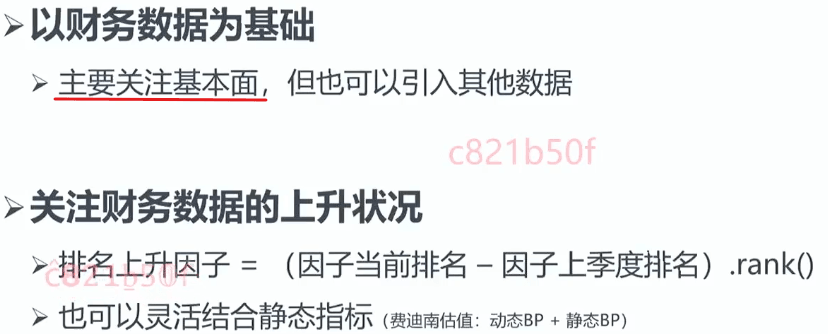 ➢以财务数据为基础
➢主要关注基本面，但也可以引入其他数据
c821b50f
➢关注财务数据的上升状况
➢排名上升因子 = （因子当前排名 – 因子上季度排名）.rank()
c821b50f
➢也可以灵活结合静态指标（费迪南估值：动态BP + 静态BP）